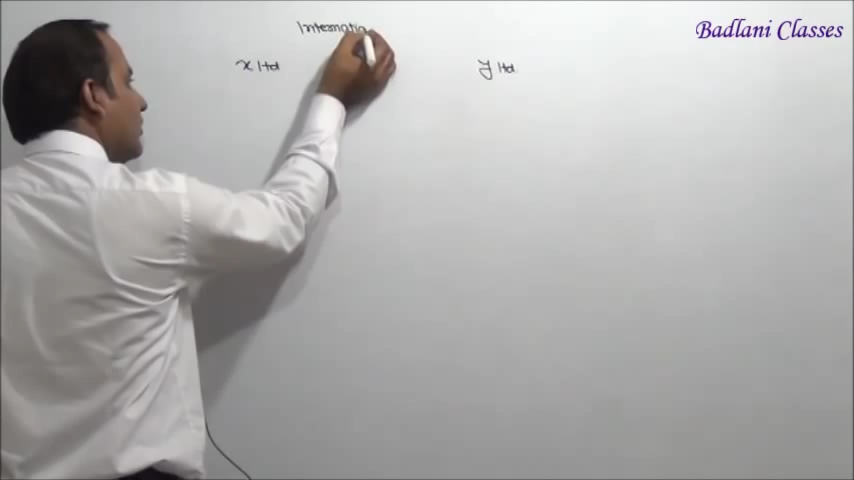 Badlani Classes
Internatio
x ltd y ltd.